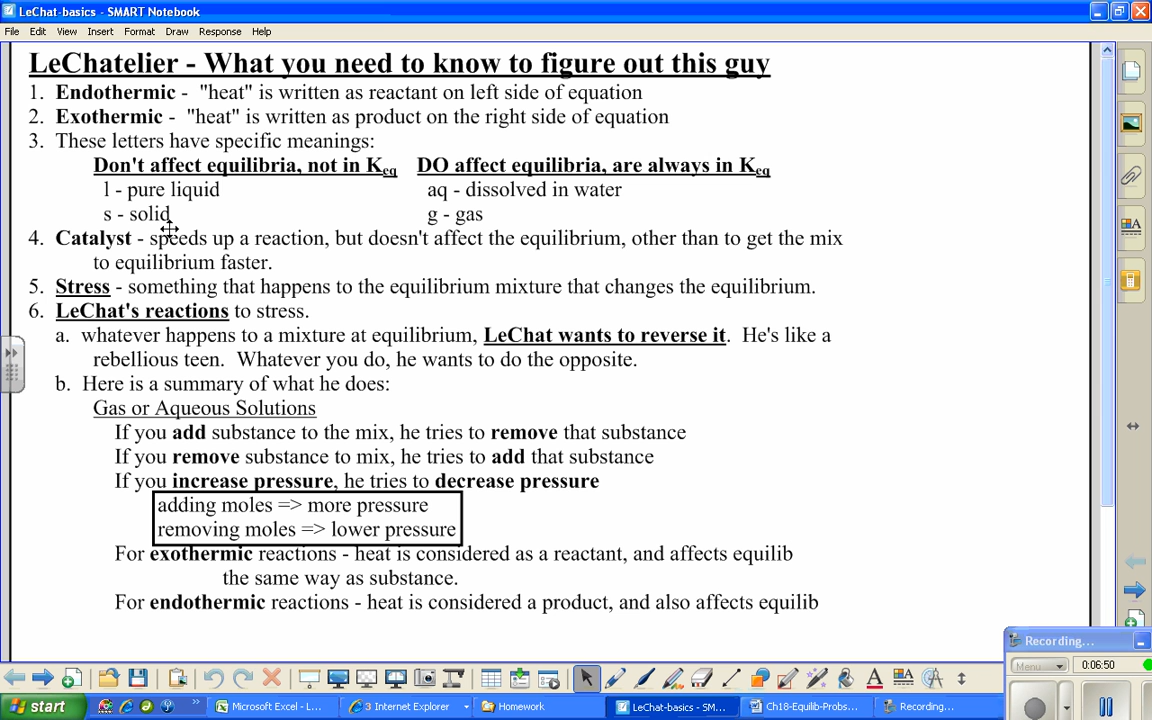 LeChat-basics - SMART Notebook
File Edit View Insert Format Draw Response Help
LeChatelier - What you need to know to figure out this guy
1. Endothermic - "heat" is written as reactant on left side of equation
2. Exothermic - "heat" is written as product on the right side of equation
3. These letters have specific meanings:
Don't affect equilibria, not in Keq DO affect equilibria, are always in Keq
l - pure liquid aq - dissolved in water
s - solid g - gas
4. Catalyst - speeds up a reaction, but doesn't affect the equilibrium, other than to get the mix
to equilibrium faster.
5. Stress - something that happens to the equilibrium mixture that changes the equilibrium.
6. LeChat's reactions to stress.
a. whatever happens to a mixture at equilibrium, LeChat wants to reverse it. He's like a
rebellious teen. Whatever you do, he wants to do the opposite.
b. Here is a summary of what he does:
Gas or Aqueous Solutions
If you add substance to the mix, he tries to remove that substance
If you remove substance to mix, he tries to add that substance
If you increase pressure, he tries to decrease pressure
adding moles => more pressure
removing moles => lower pressure
For exothermic reactions - heat is considered as a reactant, and affects equilib
the same way as substance.
For endothermic reactions - heat is considered a product, and also affects equilib
Recording...
Menu 0:06:50
start Microsoft Excel - L... 3 Internet Explorer Homework LeChat-basics - SM... Ch18-Equilib-Probs... Recording...